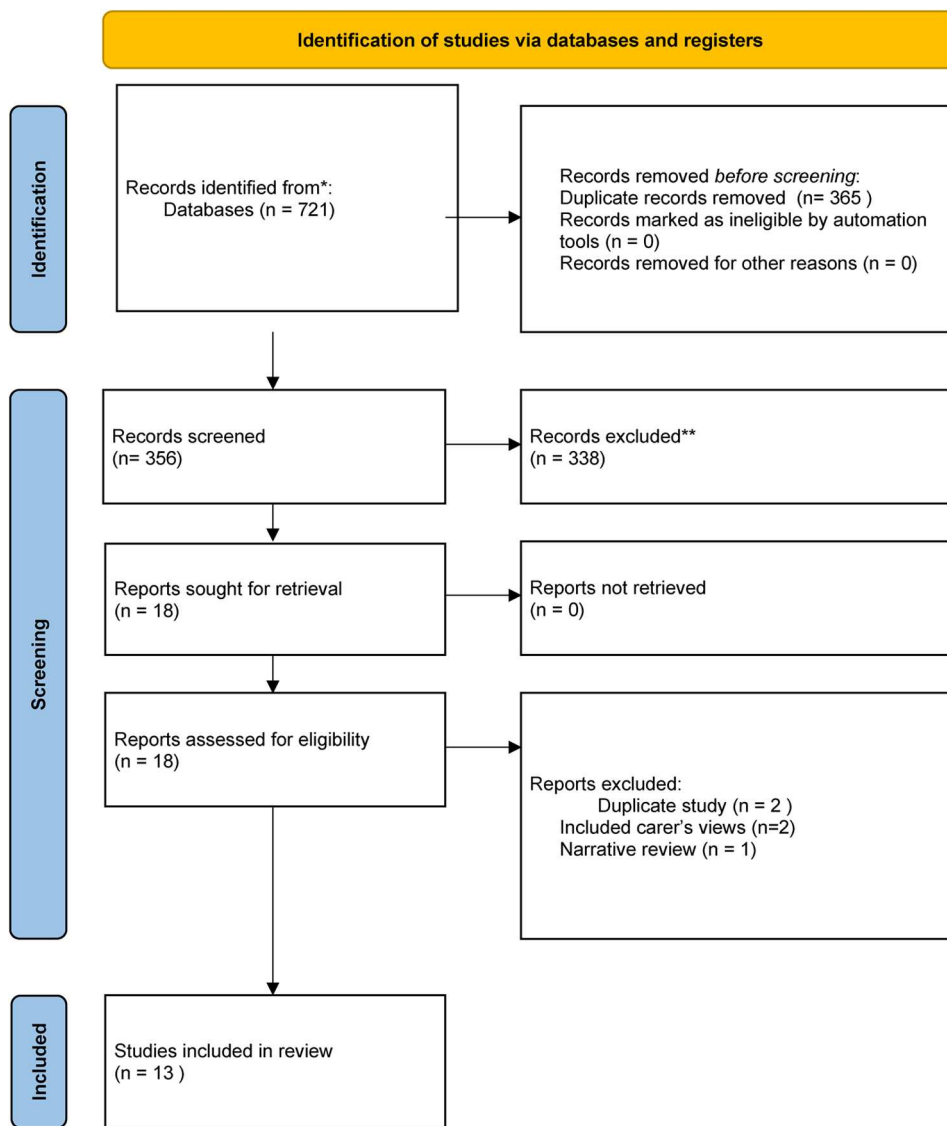 Identification of studies via databases and registers
Identification
Records identified from*:
Databases (n = 721)
Records removed before screening:
Duplicate records removed  (n= 365 )
Records marked as ineligible by automation
tools (n = 0)
Records removed for other reasons (n = 0)
Screening
Records screened
(n= 356)
Records excluded**
(n = 338)
Reports sought for retrieval
(n = 18)
Reports not retrieved
(n = 0)
Reports assessed for eligibility
(n = 18)
Reports excluded:
Duplicate study (n = 2 )
Included carer’s views (n=2)
Narrative review (n = 1)
Included
Studies included in review
(n = 13 )